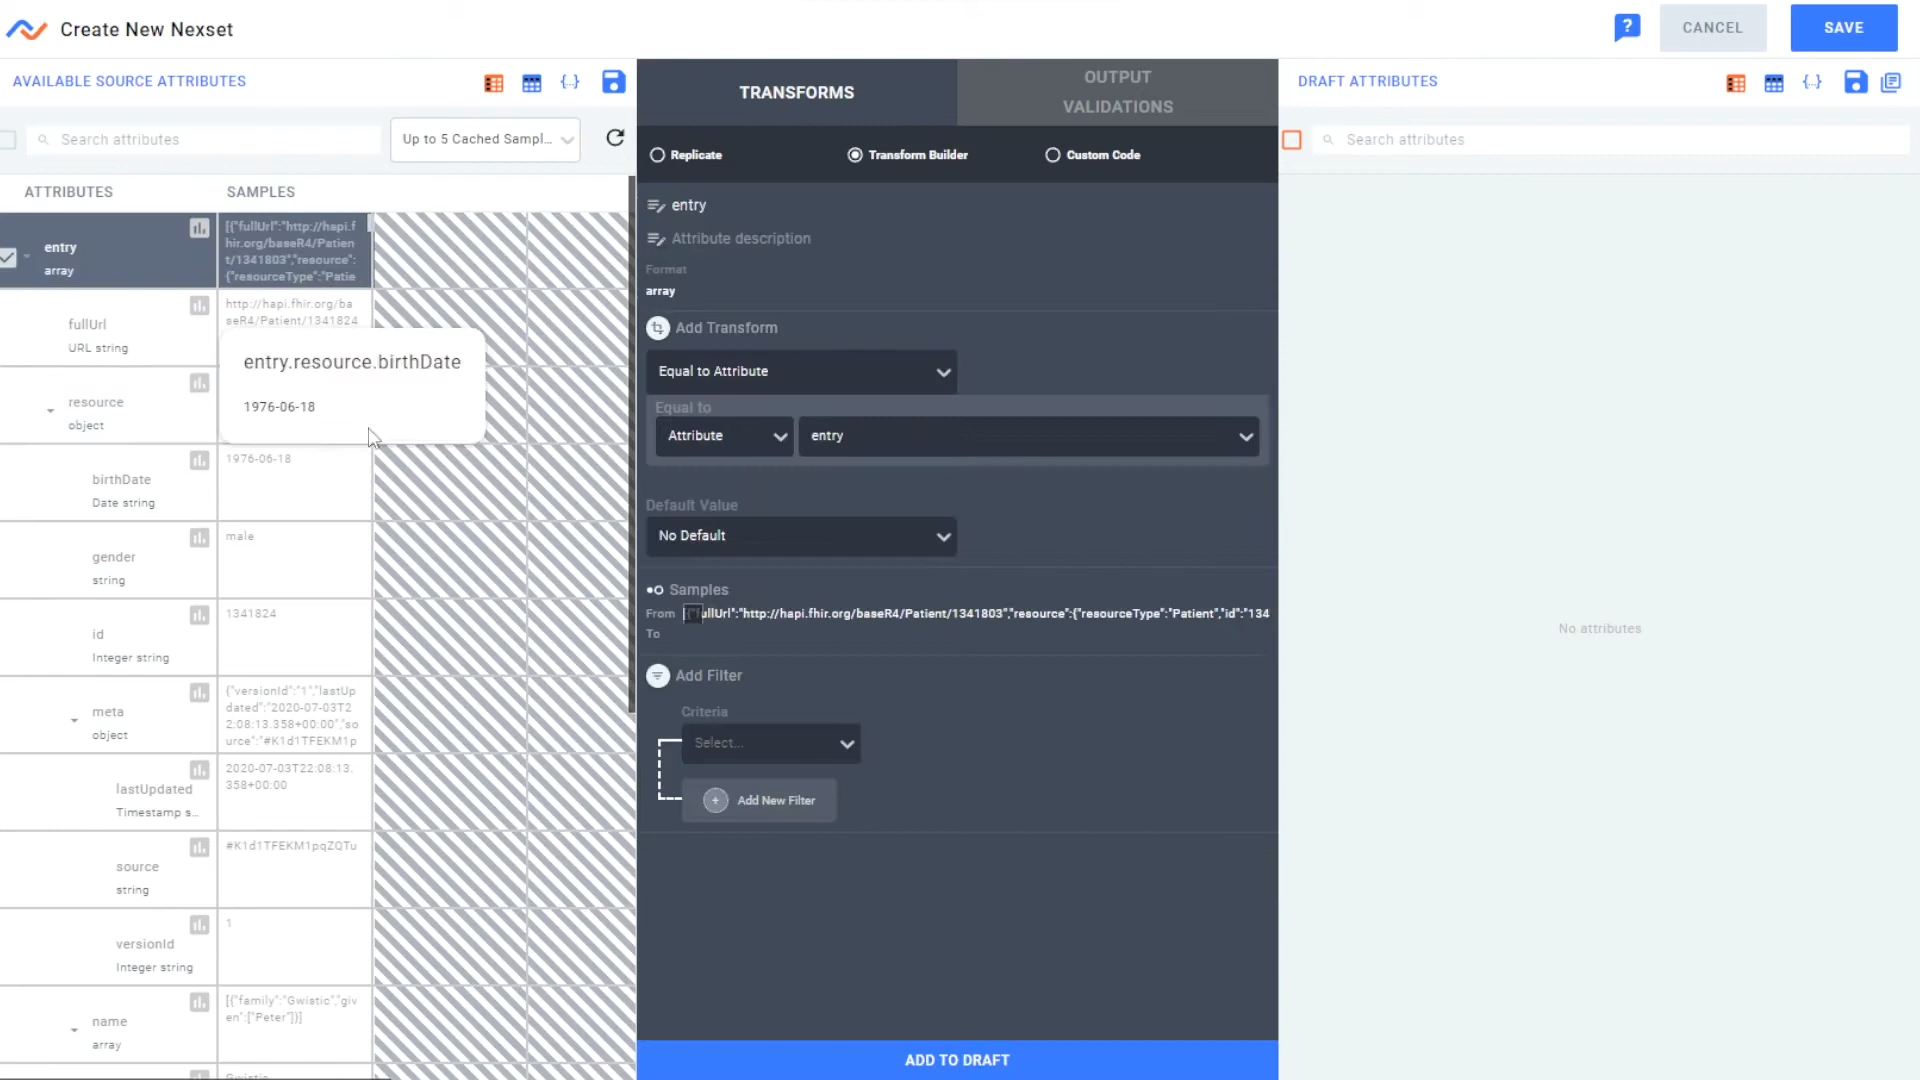 Create New Nexset
?
CANCEL
SAVE
AVAILABLE SOURCE ATTRIBUTES
{..}
Search attributes
Up to 5 Cached Sampl...
ATTRIBUTES
SAMPLES
entry
array
[{"fullUrl":"http://hapi.f
hir.org/baseR4/Patien
t/1341803","resource":
{"resourceType":"Patie
fullUrl
URL string
http://hapi.fhir.org/ba
seR4/Patient/1341824
entry.resource.birthDate
1976-06-18
resource
object
birthDate
Date string
1976-06-18
gender
string
male
id
Integer string
1341824
meta
object
{"versionId":"1","lastUp
dated":"2020-07-03T2
2:08:13.358+00:00","so
urce":"#K1d1TFEKM1p
lastUpdated
Timestamp s...
2020-07-03T22:08:13.
358+00:00
source
string
#K1d1TFEKM1pqZQTu
versionId
Integer string
1
name
array
[{"family":"Gwistic","giv
en":["Peter"]}]
Gwistic
TRANSFORMS
OUTPUT
VALIDATIONS
Replicate
Transform Builder
Custom Code
entry
Attribute description
Format
array
Add Transform
Equal to Attribute
Equal to
Attribute
entry
Default Value
No Default
Samples
From [{"fullUrl":"http://hapi.fhir.org/baseR4/Patient/1341803","resource":{"resourceType":"Patient","id":"134
To
Add Filter
Criteria
Select...
+ Add New Filter
ADD TO DRAFT
DRAFT ATTRIBUTES
{..}
Search attributes
No attributes